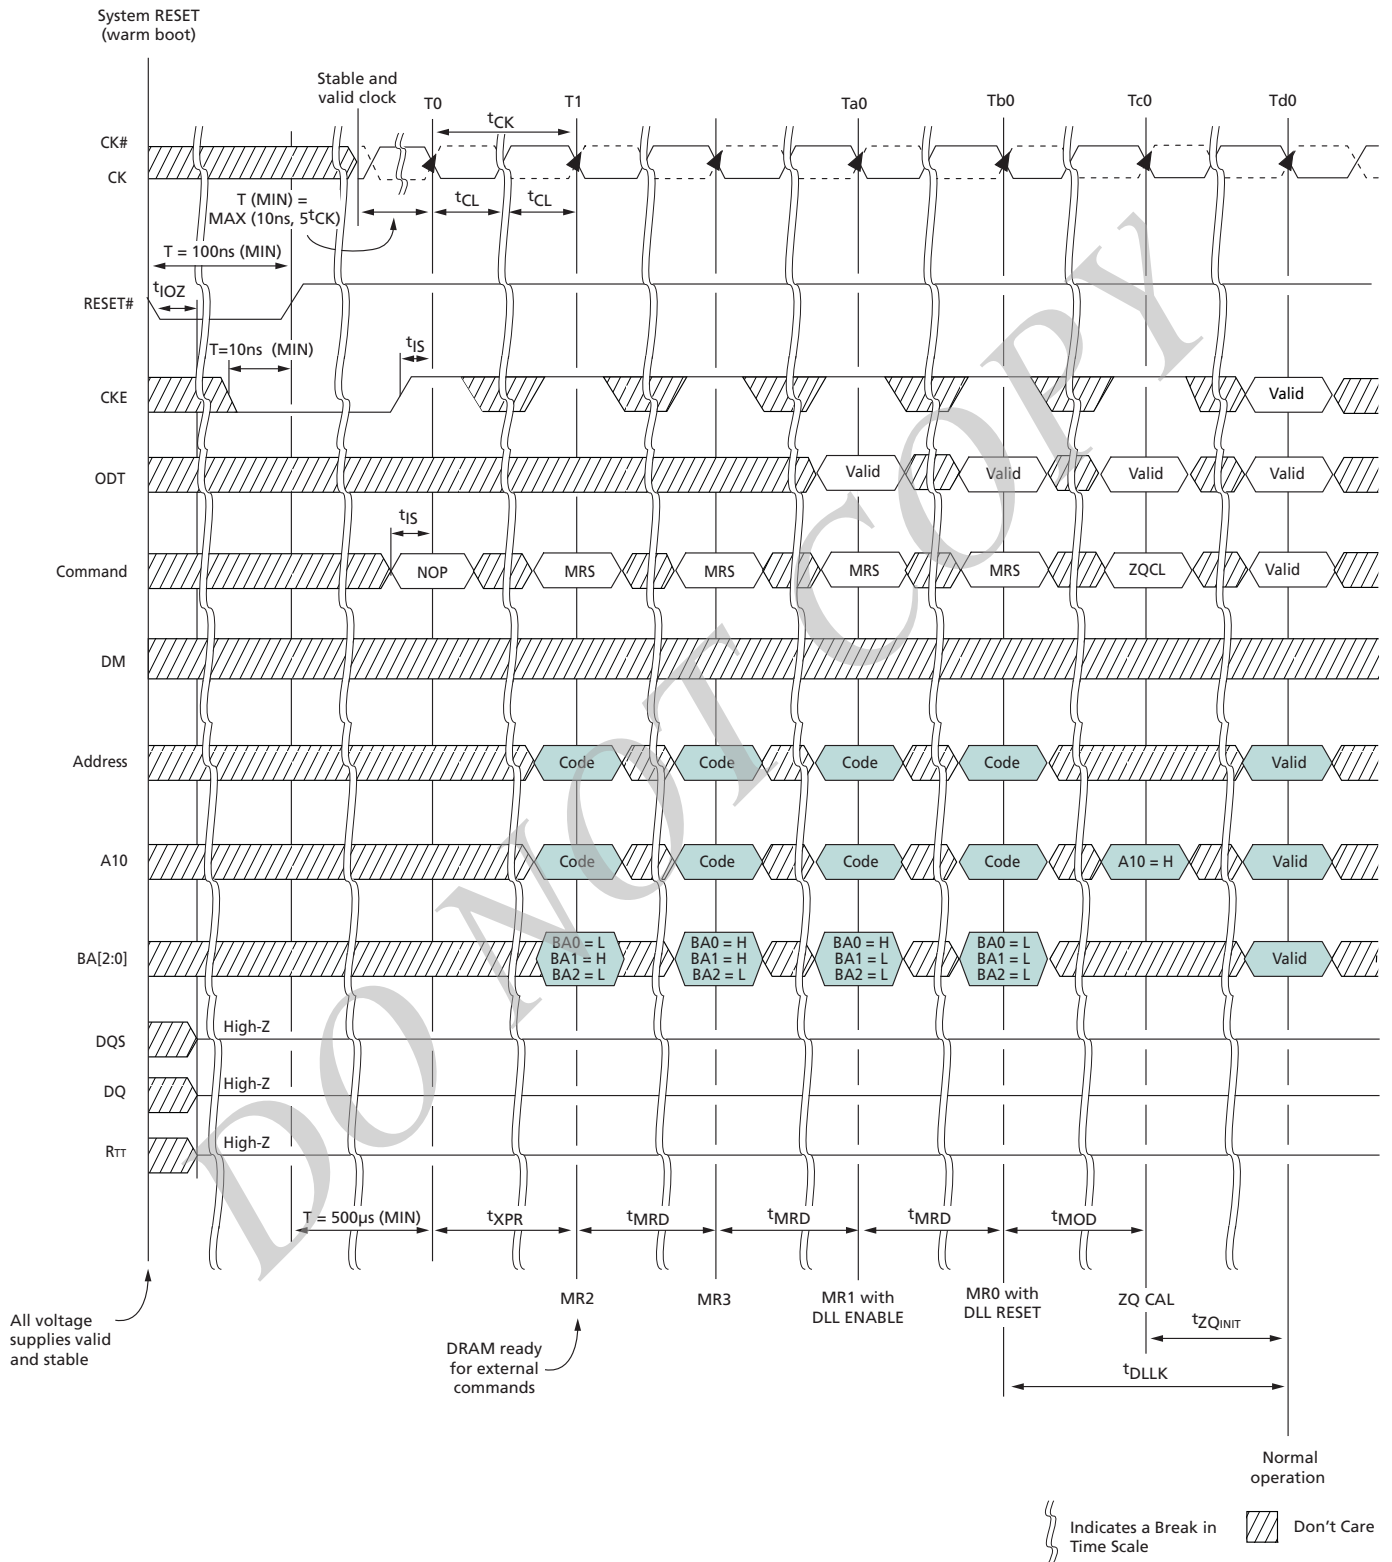 System RESET
(warm boot)
Stable and
valid clock
T0
T1
Ta0
Tb0
Tc0
Td0
tCK
CK#
CK
T (MIN) =
MAX (10ns, 5tCK)
tCL
tCL
T = 100ns (MIN)
tIOZ
RESET#
T=10ns (MIN)
tIS
CKE
Valid
ODT
Valid
Valid
Valid
Valid
tIS
Command
NOP
MRS
MRS
MRS
MRS
ZQCL
Valid
DM
Address
Code
Code
Code
Code
Valid
A10
Code
Code
Code
Code
A10 = H
Valid
BA[2:0]
BA0 = L
BA1 = H
BA2 = L
BA0 = H
BA1 = H
BA2 = L
BA0 = H
BA1 = L
BA2 = L
BA0 = L
BA1 = L
BA2 = L
Valid
DQS
High-Z
DQ
High-Z
RTT
High-Z
T = 500µs (MIN)
tXPR
tMRD
tMRD
tMRD
tMOD
MR2
MR3
MR1 with
DLL ENABLE
MR0 with
DLL RESET
ZQ CAL
tZQINIT
All voltage
supplies valid
and stable
DRAM ready
for external
commands
tDLLK
Normal
operation
Indicates a Break in
Time Scale
Don't Care
DO NOT COPY